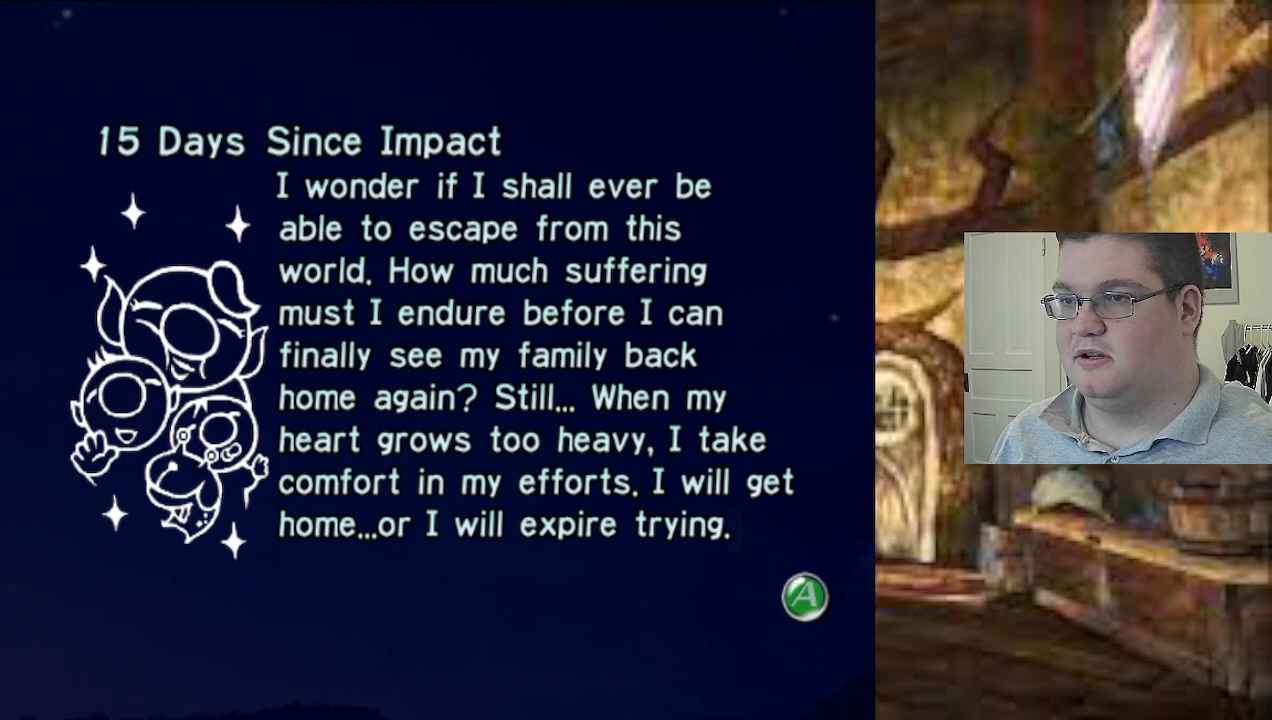 15 Days Since Impact
I wonder if I shall ever be
able to escape from this
world. How much suffering
must I endure before I can
finally see my family back
home again? Still... When my
heart grows too heavy, I take
comfort in my efforts. I will get
home...or I will expire trying.
A